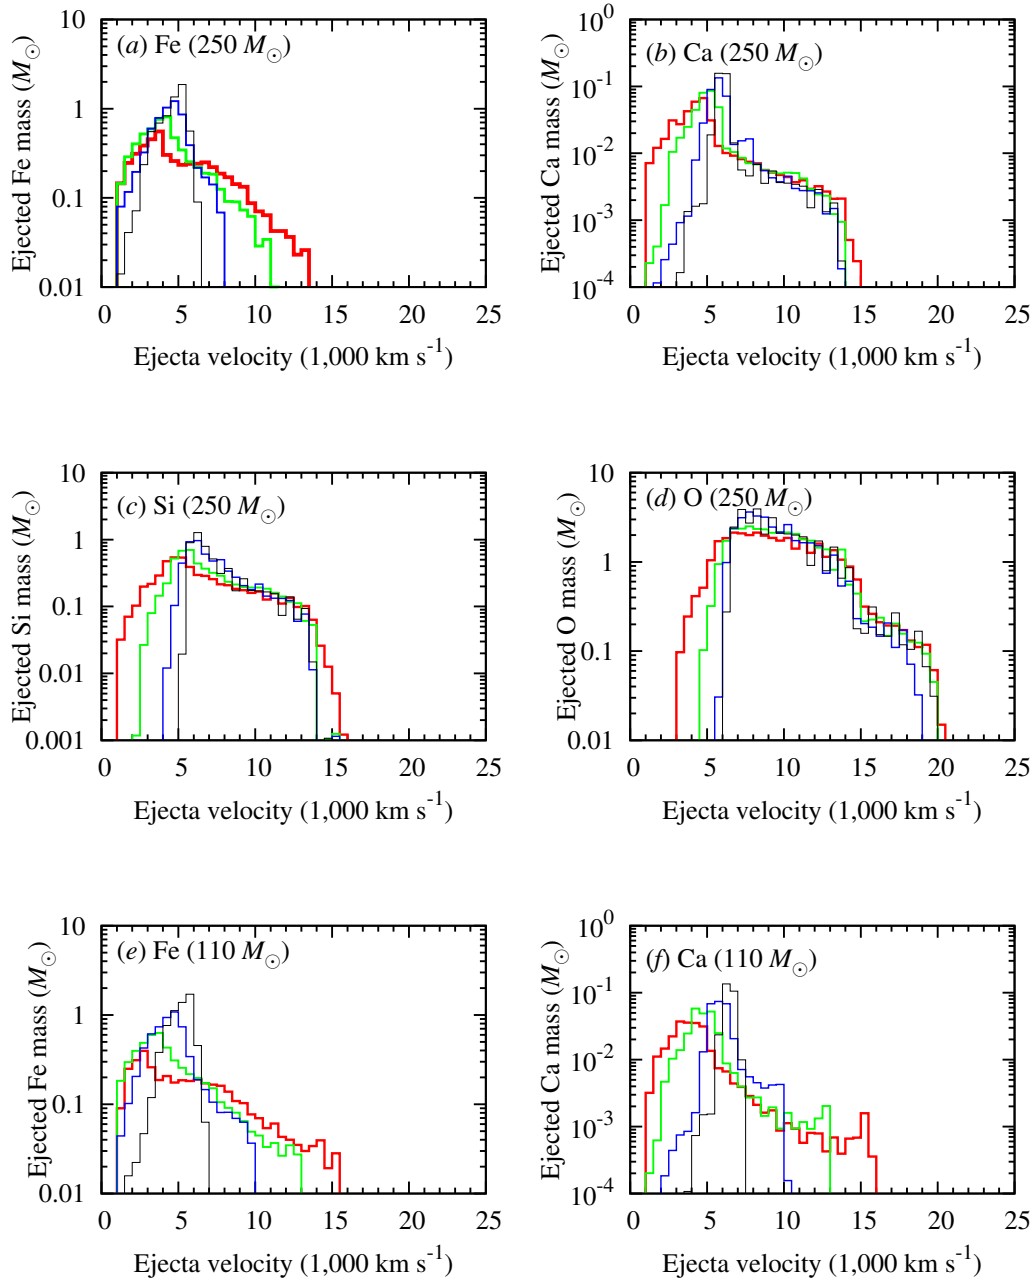 (a) Fe (250 M☉)
Ejected Fe mass (M☉)
10
1
0.1
0.01
0 5 10 15 20 25
Ejecta velocity (1,000 km s⁻¹)
(b) Ca (250 M☉)
Ejected Ca mass (M☉)
10⁰
10⁻¹
10⁻²
10⁻³
10⁻⁴
0 5 10 15 20 25
Ejecta velocity (1,000 km s⁻¹)
(c) Si (250 M☉)
Ejected Si mass (M☉)
10
1
0.1
0.01
0.001
0 5 10 15 20 25
Ejecta velocity (1,000 km s⁻¹)
(d) O (250 M☉)
Ejected O mass (M☉)
10
1
0.1
0.01
0 5 10 15 20 25
Ejecta velocity (1,000 km s⁻¹)
(e) Fe (110 M☉)
Ejected Fe mass (M☉)
10
1
0.1
0.01
0 5 10 15 20 25
Ejecta velocity (1,000 km s⁻¹)
(f) Ca (110 M☉)
Ejected Ca mass (M☉)
10⁰
10⁻¹
10⁻²
10⁻³
10⁻⁴
0 5 10 15 20 25
Ejecta velocity (1,000 km s⁻¹)